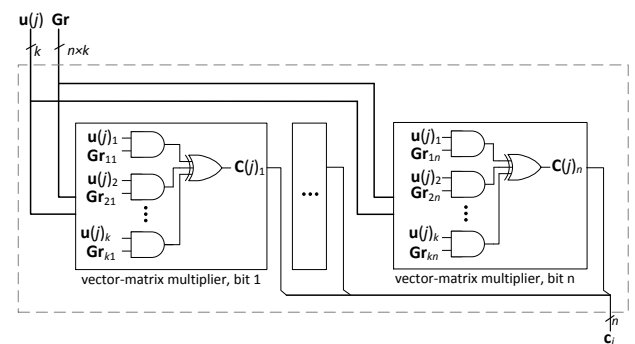 u(j) Gr
k n×k
u(j)1
Gr11
u(j)2
Gr21
u(j)k
Grk1
C(j)1
vector-matrix multiplier, bit 1
...
u(j)1
Gr1n
u(j)2
Gr2n
u(j)k
Grkn
C(j)n
vector-matrix multiplier, bit n
n
ci